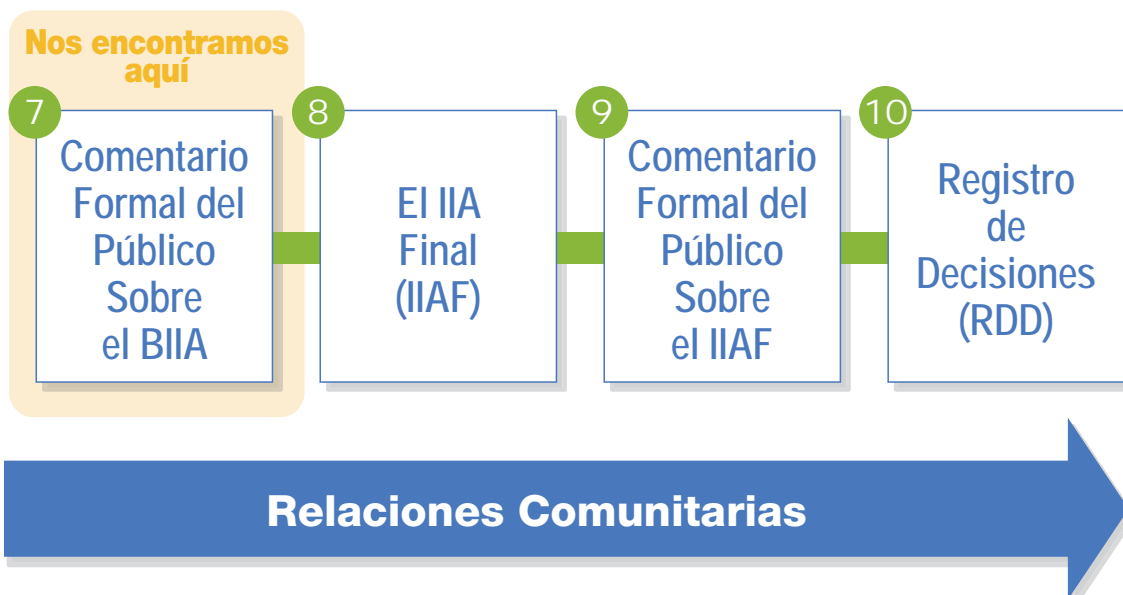 Nos encontramos
aquí
7
Comentario
Formal del
Público
Sobre
el BIIA
8
El IIA
Final
(IIAF)
9
Comentario
Formal del
Público
Sobre
el IIAF
10
Registro
de
Decisiones
(RDD)
Relaciones Comunitarias